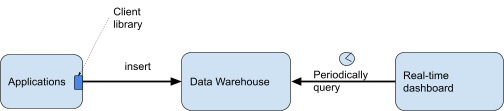 Client
library
Applications
insert
Data Warehouse
Periodically
query
Real-time
dashboard